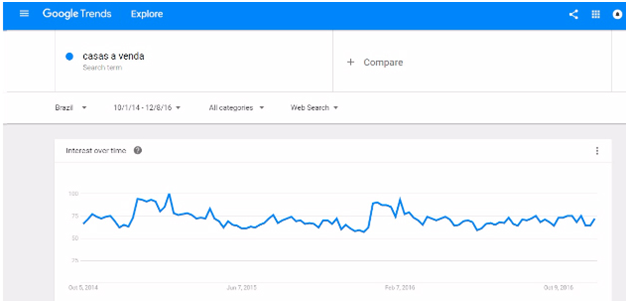 Google Trends Explore
casas a venda
Search term
+ Compare
Brazil 10/1/14 - 12/8/16 All categories Web Search
Interest over time ?
100
75
50
25
Oct 5, 2014 Jun 7, 2015 Feb 7, 2016 Oct 9, 2016